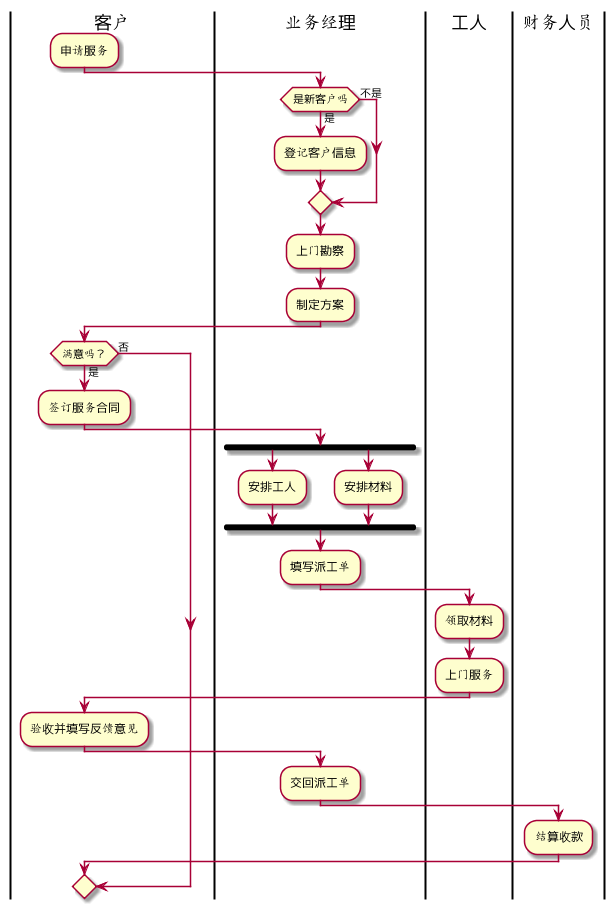 客户
业务经理
工人
财务人员
申请服务
是新客户吗
不是
是
登记客户信息
上门勘察
制定方案
满意吗？
否
是
签订服务合同
安排工人
安排材料
填写派工单
领取材料
上门服务
验收并填写反馈意见
交回派工单
结算收款